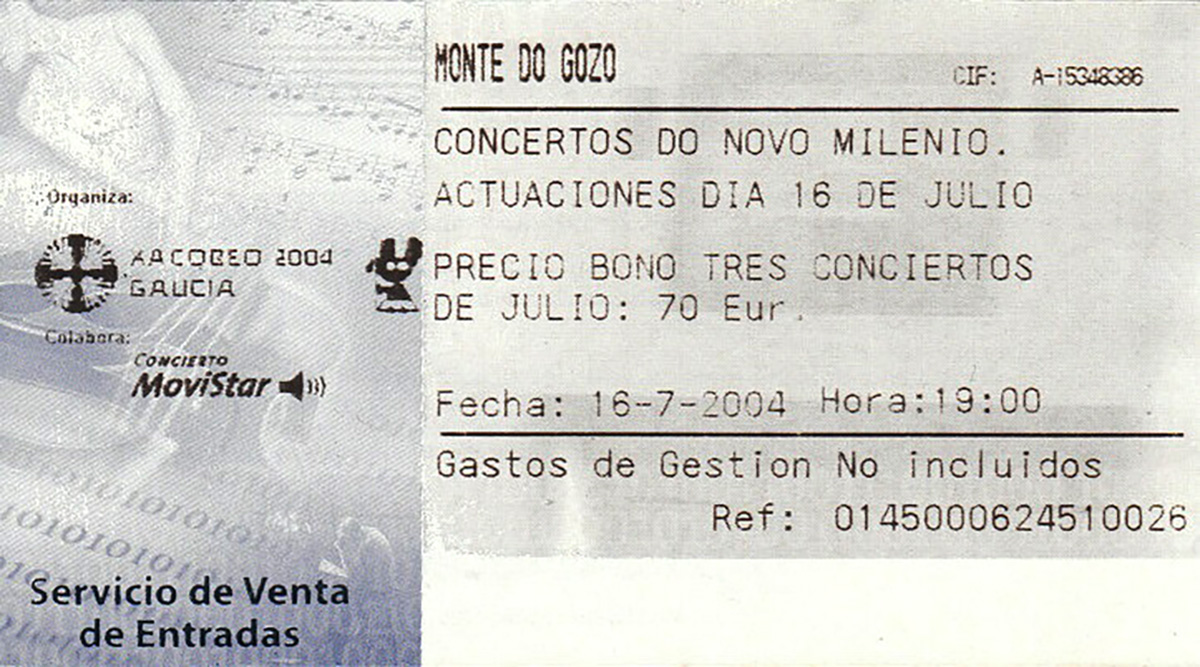 Organiza:
XACOBEO 2004
GALICIA
Colabora:
CONCIERTO
MoviStar
Servicio de Venta
de Entradas
MONTE DO GOZO
CIF: A-15348386
CONCERTOS DO NOVO MILENIO.
ACTUACIONES DIA 16 DE JULIO
PRECIO BONO TRES CONCIERTOS
DE JULIO: 70 Eur.
Fecha: 16-7-2004 Hora:19:00
Gastos de Gestion No incluidos
Ref: 0145000624510026